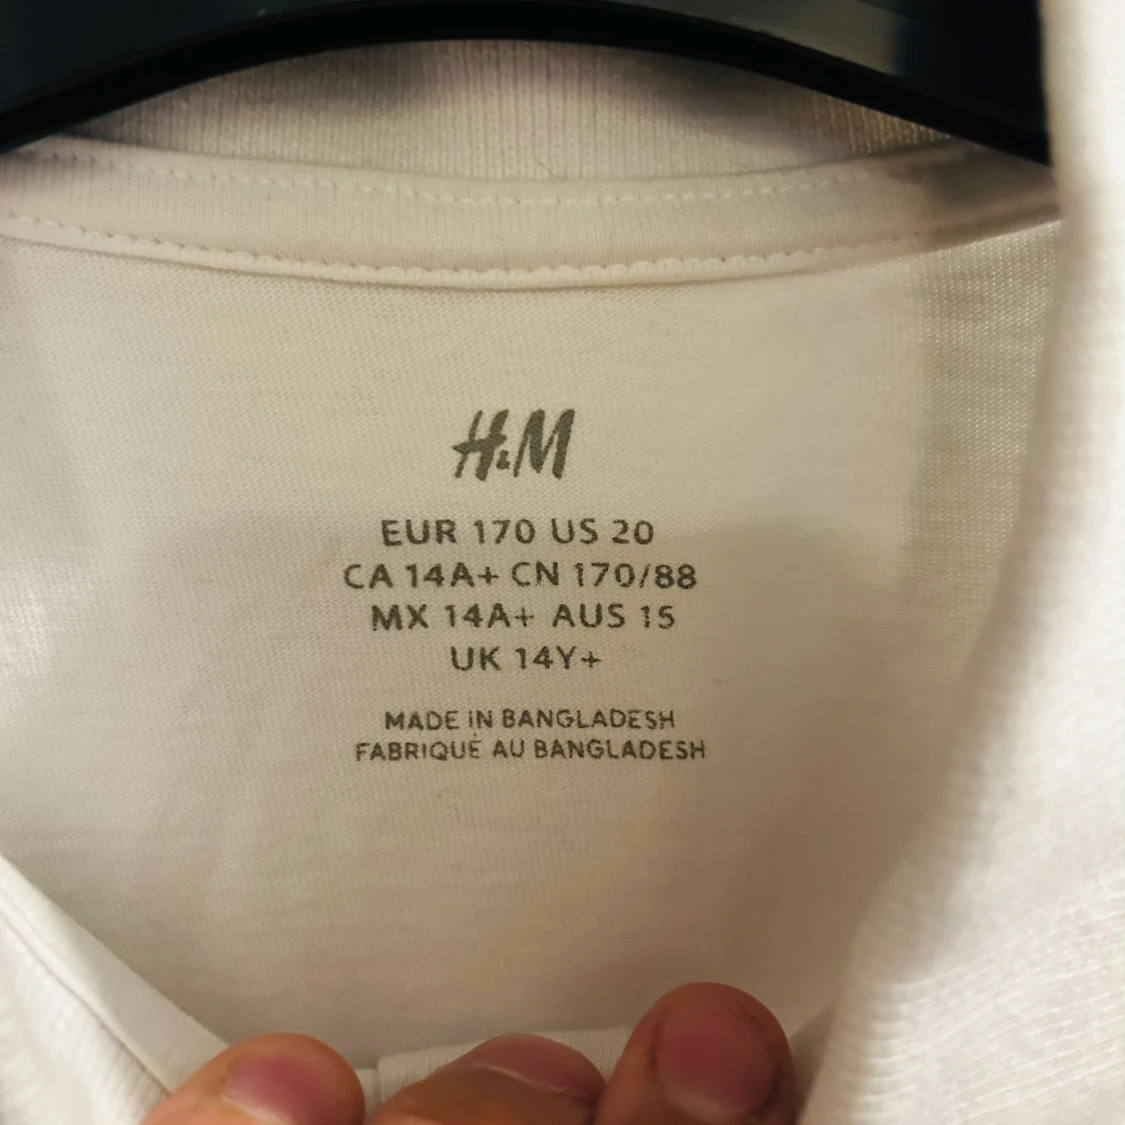 H&M
EUR 170 US 20
CA 14A+ CN 170/88
MX 14A+ AUS 15
UK 14Y+
MADE IN BANGLADESH
FABRIQUÉ AU BANGLADESH